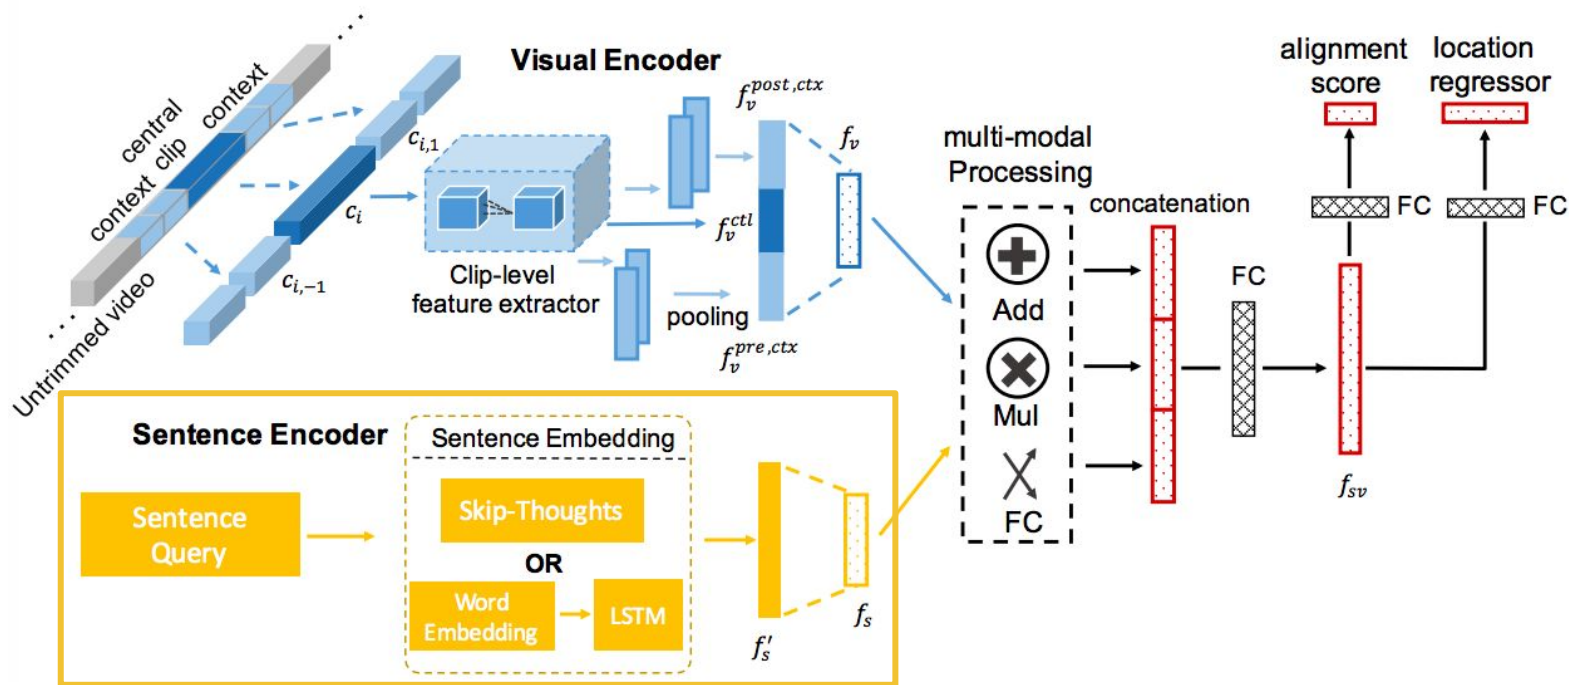 Visual Encoder
context
central
clip
context
Untrimmed video
c_{i,1}
c_i
c_{i,-1}
Clip-level
feature extractor
pooling
f_v^{post,ctx}
f_v^{ctl}
f_v^{pre,ctx}
f_v
Sentence Encoder
Sentence
Query
Sentence Embedding
Skip-Thoughts
OR
Word
Embedding
LSTM
f_s'
f_s
multi-modal
Processing
Add
Mul
FC
concatenation
FC
f_{sv}
FC
FC
alignment
score
location
regressor